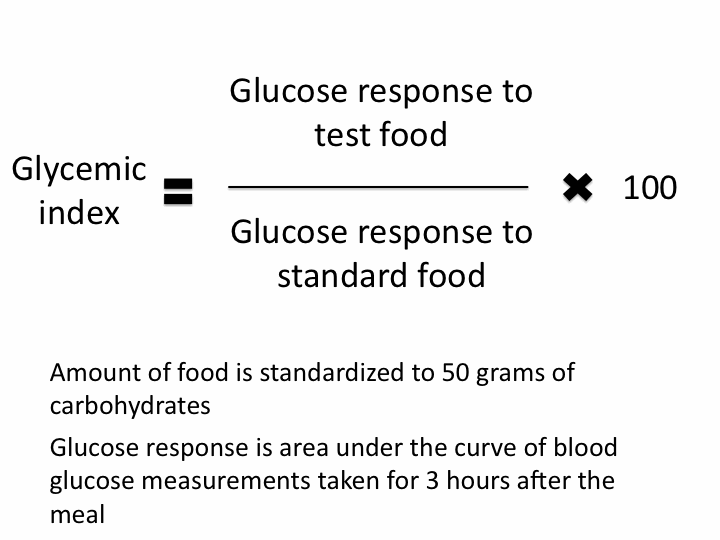 Glucose response to
test food
Glycemic
index
=
✖ 100
Glucose response to
standard food
Amount of food is standardized to 50 grams of
carbohydrates
Glucose response is area under the curve of blood
glucose measurements taken for 3 hours after the
meal